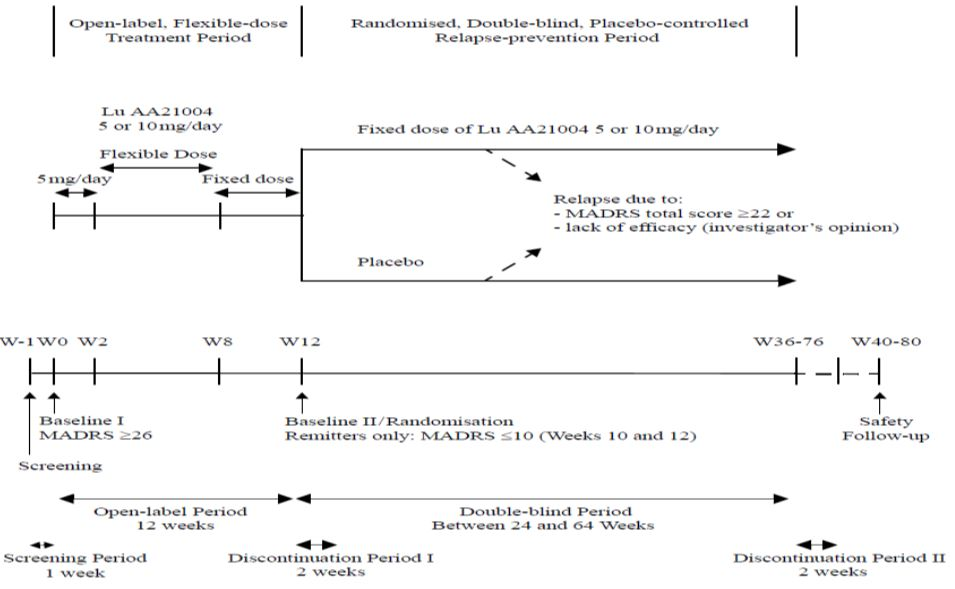 Open-label, Flexible-dose
Treatment Period
Randomised, Double-blind, Placebo-controlled
Relapse-prevention Period
Lu AA21004
5 or 10mg/day
Flexible Dose
5mg/day
Fixed dose
Fixed dose of Lu AA21004 5 or 10mg/day
Relapse due to:
- MADRS total score ≥22 or
- lack of efficacy (investigator's opinion)
Placebo
W-1 W0 W2 W8 W12 W36-76 W40-80
Baseline I
MADRS ≥26
Screening
Baseline II/Randomisation
Remitters only: MADRS ≤10 (Weeks 10 and 12)
Safety
Follow-up
Open-label Period
12 weeks
Double-blind Period
Between 24 and 64 Weeks
Screening Period
1 week
Discontinuation Period I
2 weeks
Discontinuation Period II
2 weeks